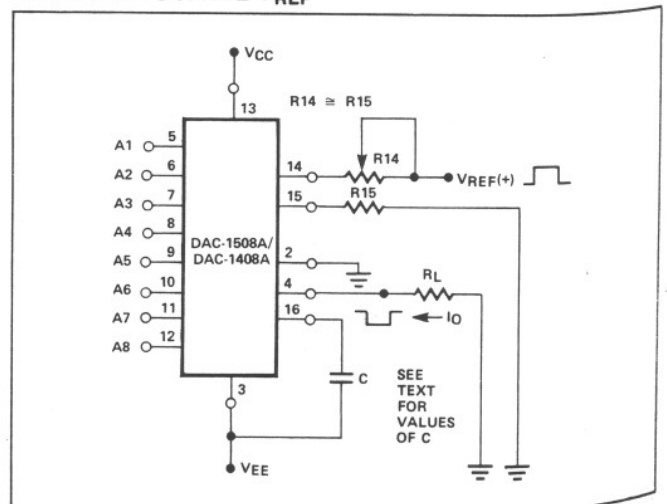 REF
VCC
13
R14 ≅ R15
A1 5
A2 6
A3 7
A4 8
A5 9
A6 10
A7 11
A8 12
DAC-1508A/
DAC-1408A
14
R14
VREF(+)
15
R15
2
4
RL
IO
16
C
SEE
TEXT
FOR
VALUES
OF C
3
VEE